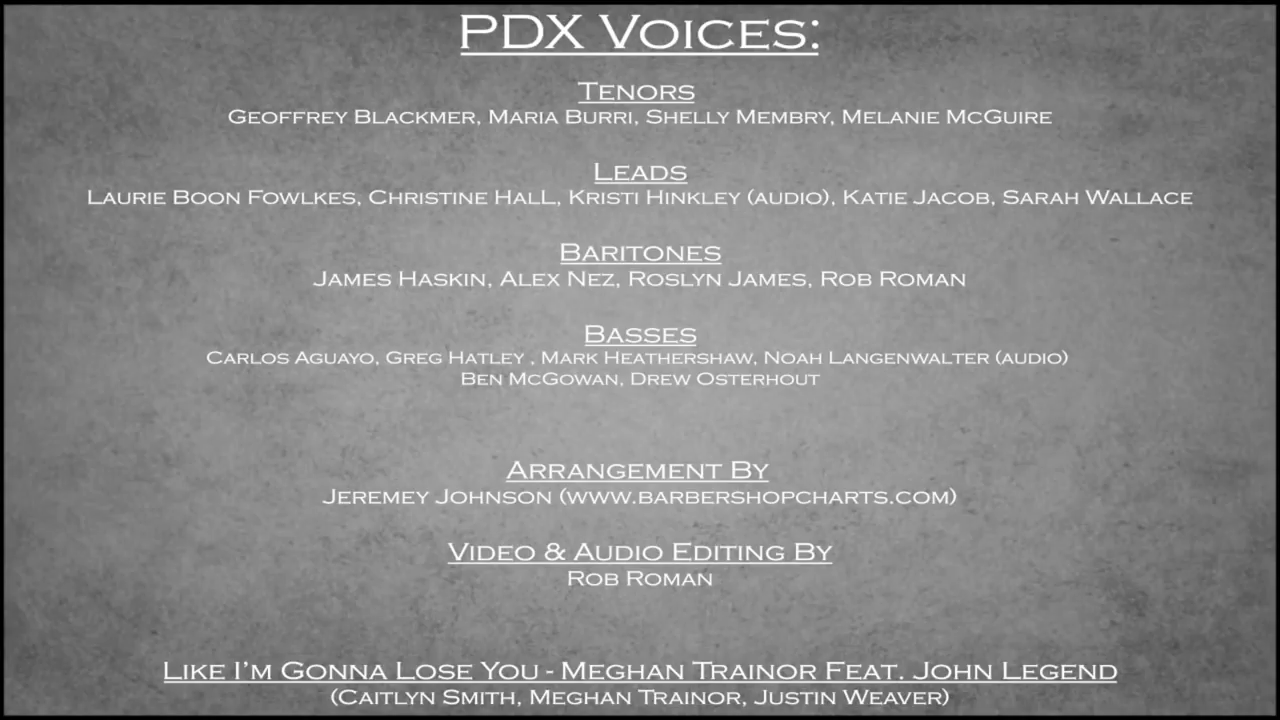 PDX Voices:
Tenors
Geoffrey Blackmer, Maria Burri, Shelly Membry, Melanie McGuire
Leads
Laurie Boon Fowlkes, Christine HalL, Kristi Hinkley (audio), Katie Jacob, Sarah Wallace
Baritones
James Haskin, Alex Nez, Roslyn James, Rob Roman
Basses
Carlos Aguayo, Greg Hatley , Mark Heathershaw, Noah Langenwalter (audio)
Ben McGowan, Drew Osterhout
Arrangement By
Jeremey Johnson (www.barbershopcharts.com)
Video & Audio Editing By
Rob Roman
Like I'm Gonna Lose You - Meghan Trainor Feat. John Legend
(Caitlyn Smith, Meghan Trainor, Justin Weaver)